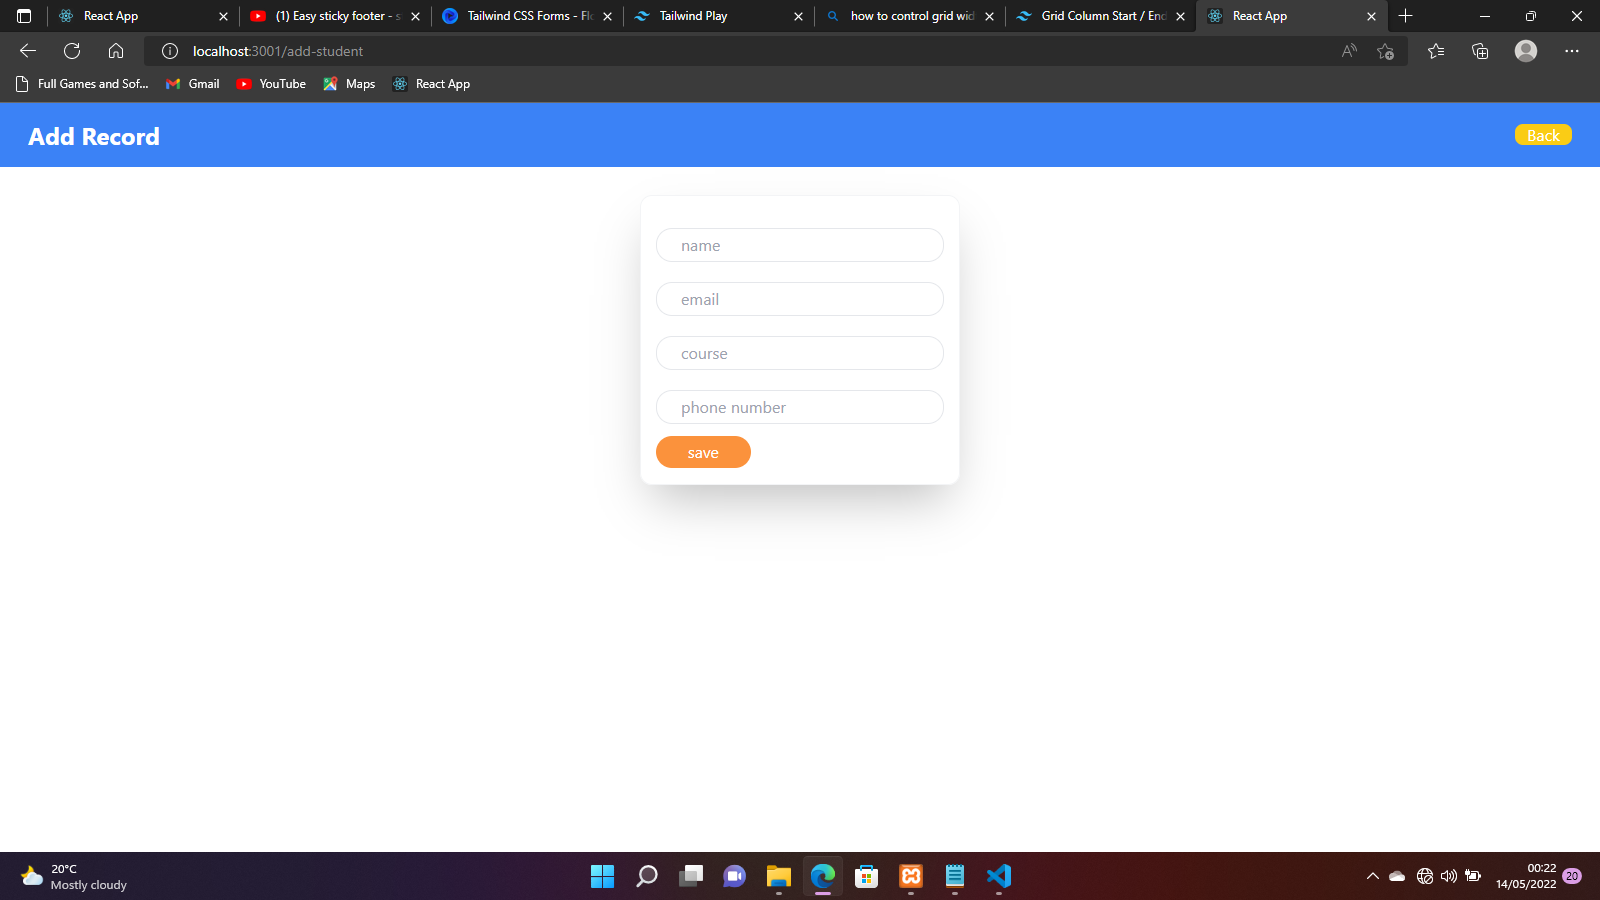 React App
(1) Easy sticky footer - s
Tailwind CSS Forms - Flo
Tailwind Play
how to control grid wid
Grid Column Start / End
React App
localhost:3001/add-student
Full Games and Sof...
Gmail
YouTube
Maps
React App
Add Record
Back
name
email
course
phone number
save
20°C
Mostly cloudy
00:22
14/05/2022
20